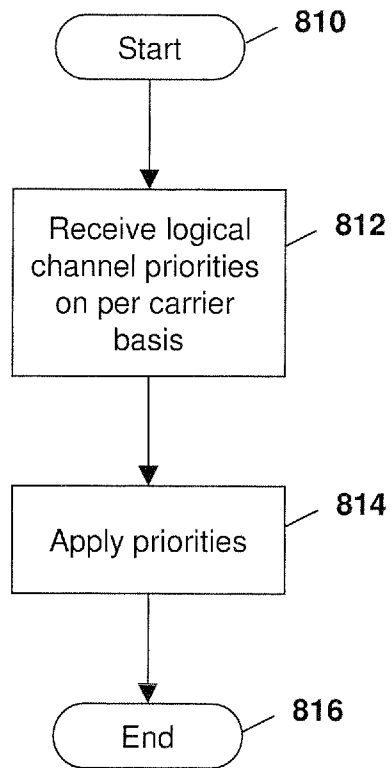 Start
810
Receive logical
channel priorities
on per carrier
basis
812
Apply priorities
814
End
816